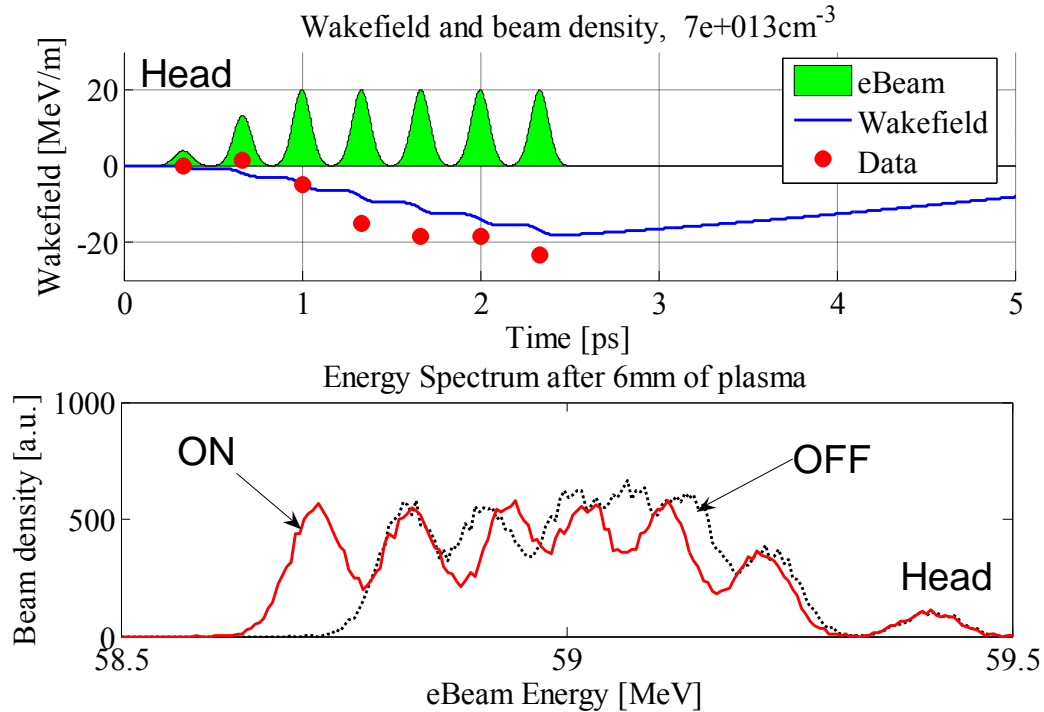 Wakefield and beam density,  7e+013cm-3
Head
eBeam
Wakefield
Data
20
0
-20
Wakefield [MeV/m]
0
1
2
3
4
5
Time [ps]
Energy Spectrum after 6mm of plasma
1000
500
0
Beam density [a.u.]
ON
OFF
Head
58.5
59
59.5
eBeam Energy [MeV]